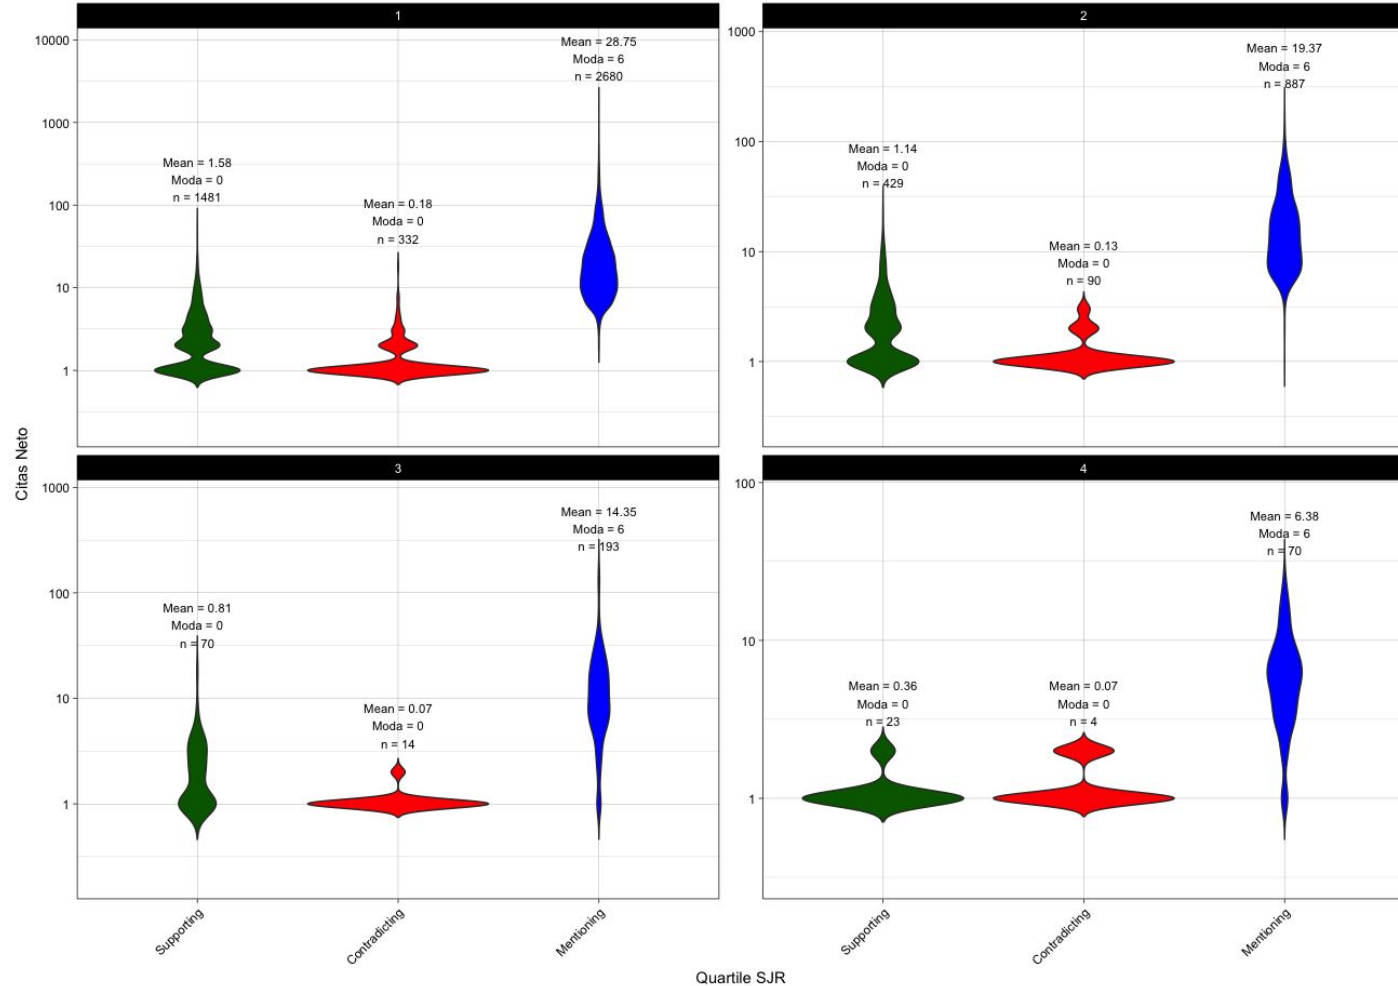 1
10000
1000
100
10
1
Mean = 1.58
Moda = 0
n = 1481
Mean = 0.18
Moda = 0
n = 332
Mean = 28.75
Moda = 6
n = 2680
2
1000
100
10
1
Mean = 1.14
Moda = 0
n = 429
Mean = 0.13
Moda = 0
n = 90
Mean = 19.37
Moda = 6
n = 887
Citas Neto
3
1000
100
10
1
Mean = 0.81
Moda = 0
n = 70
Mean = 0.07
Moda = 0
n = 14
Mean = 14.35
Moda = 6
n = 193
Supporting
Contradicting
Mentioning
4
100
10
1
Mean = 0.36
Moda = 0
n = 23
Mean = 0.07
Moda = 0
n = 4
Mean = 6.38
Moda = 6
n = 70
Supporting
Contradicting
Mentioning
Quartile SJR